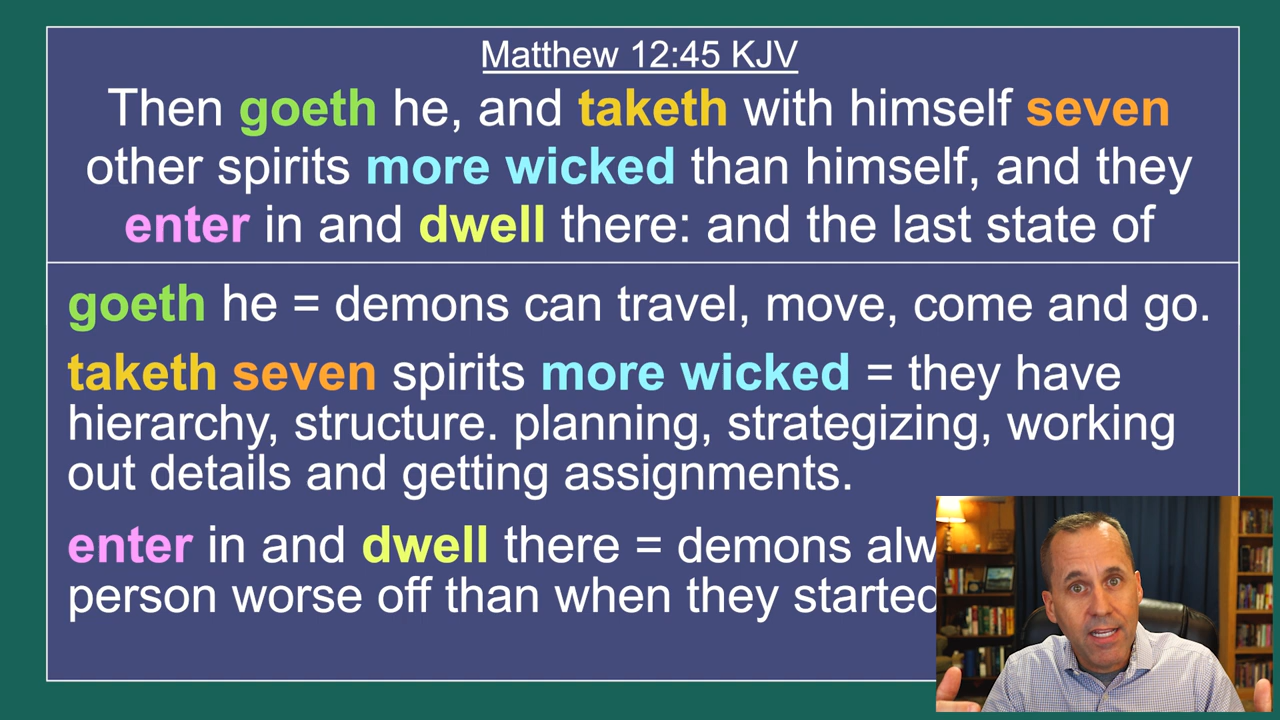 Matthew 12:45 KJV
Then goeth he, and taketh with himself seven
other spirits more wicked than himself, and they
enter in and dwell there: and the last state of
goeth he = demons can travel, move, come and go.
taketh seven spirits more wicked = they have
hierarchy, structure. planning, strategizing, working
out details and getting assignments.
enter in and dwell there = demons
person worse off than when they started